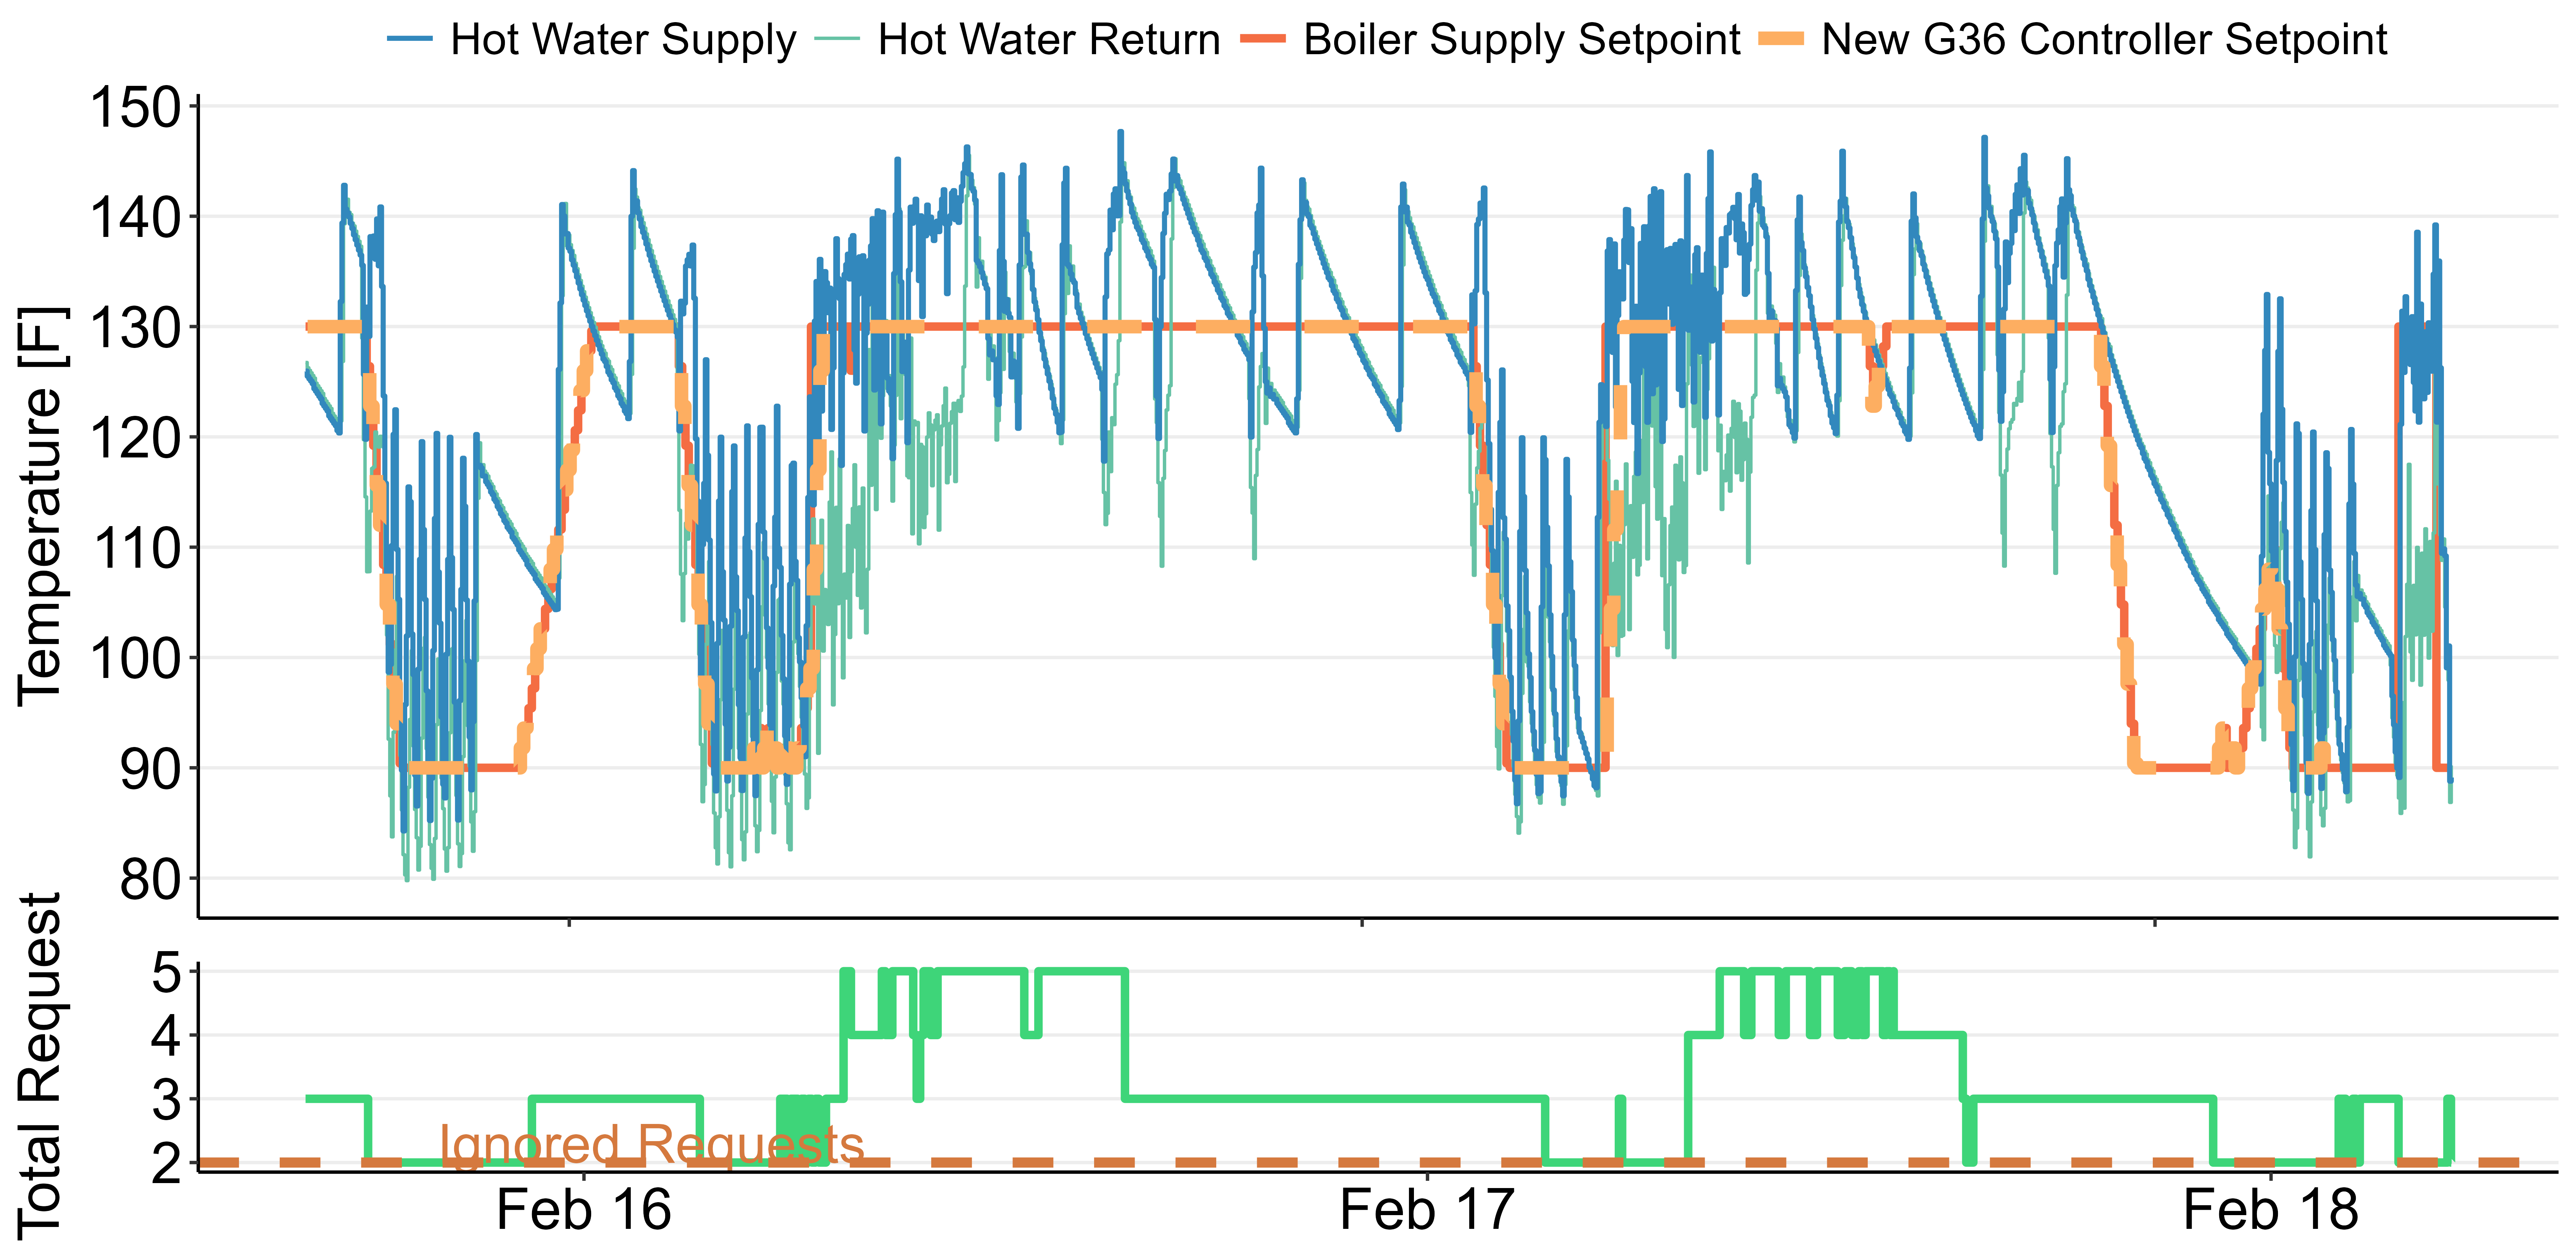 Hot Water Supply Hot Water Return Boiler Supply Setpoint New G36 Controller Setpoint
Temperature [F]
150
140
130
120
110
100
90
80
Total Request
5
4
3
2
Ignored Requests
Feb 16 Feb 17 Feb 18